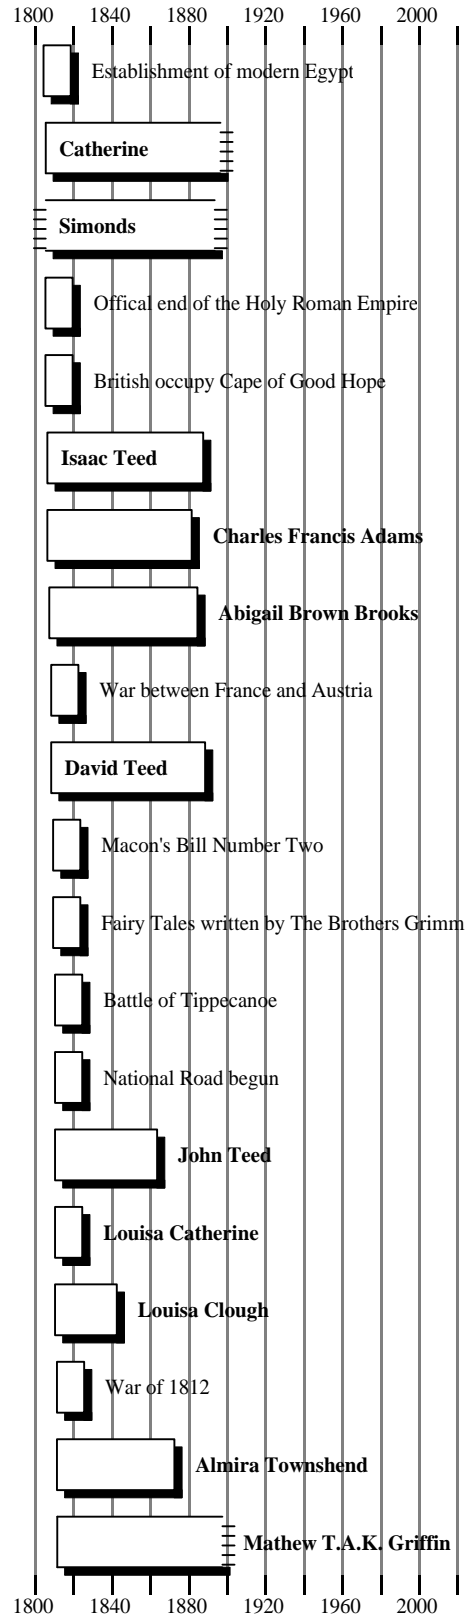 1800 1840 1880 1920 1960 2000
Establishment of modern Egypt
Catherine
Simonds
Offical end of the Holy Roman Empire
British occupy Cape of Good Hope
Isaac Teed
Charles Francis Adams
Abigail Brown Brooks
War between France and Austria
David Teed
Macon's Bill Number Two
Fairy Tales written by The Brothers Grimm
Battle of Tippecanoe
National Road begun
John Teed
Louisa Catherine
Louisa Clough
War of 1812
Almira Townshend
Mathew T.A.K. Griffin
1800 1840 1880 1920 1960 2000